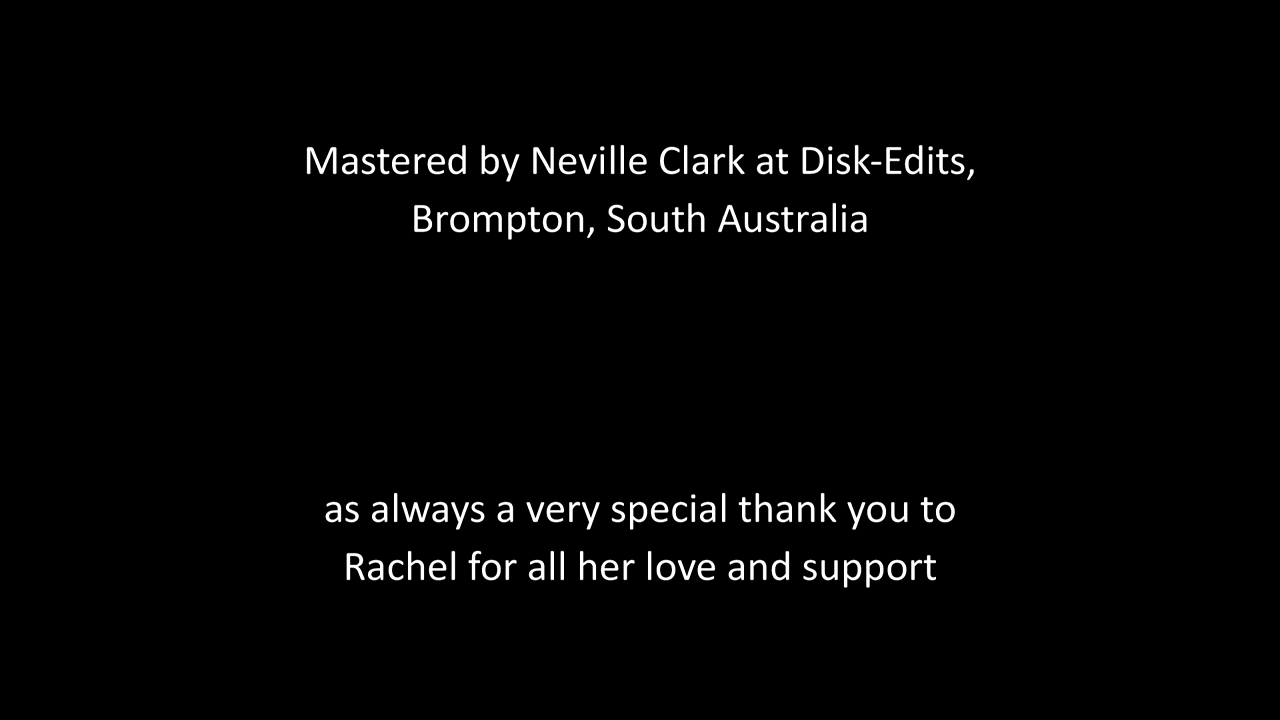 Mastered by Neville Clark at Disk-Edits,
Brompton, South Australia
as always a very special thank you to
Rachel for all her love and support